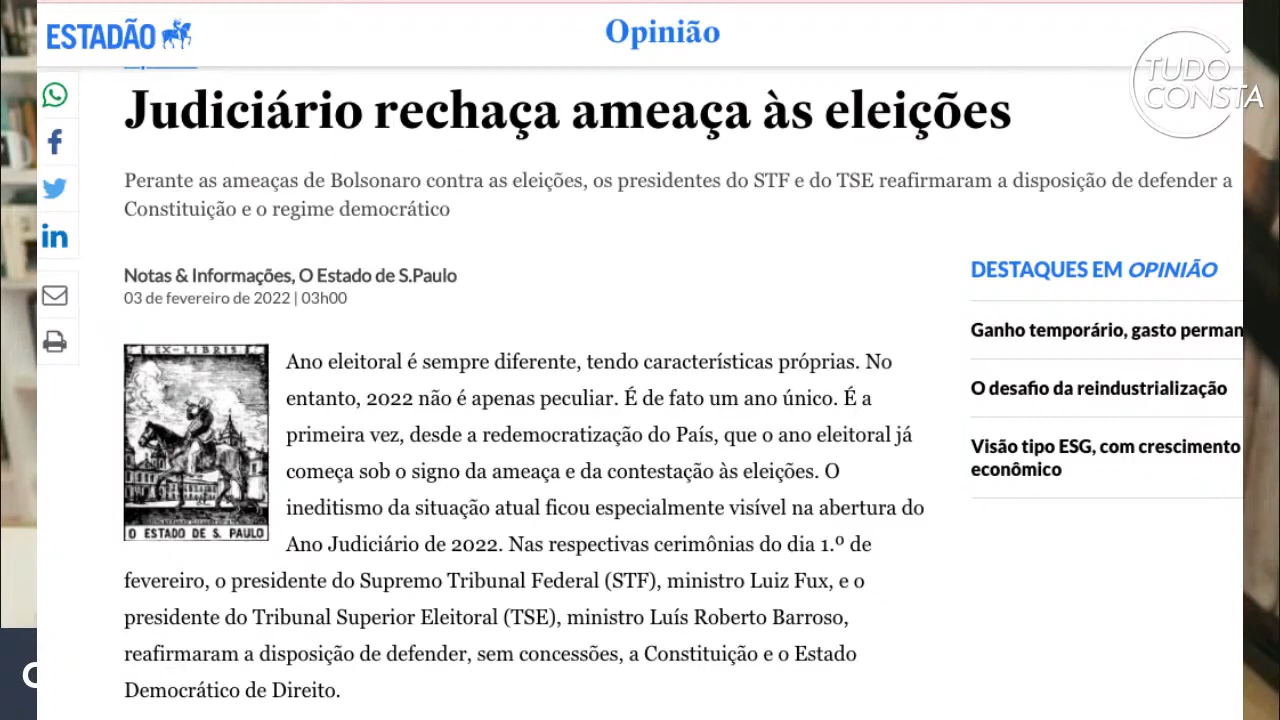 ESTADÃO
Opinião
TUDO
CONSTA
Judiciário rechaça ameaça às eleições
Perante as ameaças de Bolsonaro contra as eleições, os presidentes do STF e do TSE reafirmaram a disposição de defender a
Constituição e o regime democrático
Notas & Informações, O Estado de S.Paulo
03 de fevereiro de 2022 | 03h00
EX-LIBRIS
O ESTADO DE S. PAULO
Ano eleitoral é sempre diferente, tendo características próprias. No
entanto, 2022 não é apenas peculiar. É de fato um ano único. É a
primeira vez, desde a redemocratização do País, que o ano eleitoral já
começa sob o signo da ameaça e da contestação às eleições. O
ineditismo da situação atual ficou especialmente visível na abertura do
Ano Judiciário de 2022. Nas respectivas cerimônias do dia 1.º de
fevereiro, o presidente do Supremo Tribunal Federal (STF), ministro Luiz Fux, e o
presidente do Tribunal Superior Eleitoral (TSE), ministro Luís Roberto Barroso,
reafirmaram a disposição de defender, sem concessões, a Constituição e o Estado
Democrático de Direito.
DESTAQUES EM OPINIÃO
Ganho temporário, gasto perman
O desafio da reindustrialização
Visão tipo ESG, com crescimento
econômico